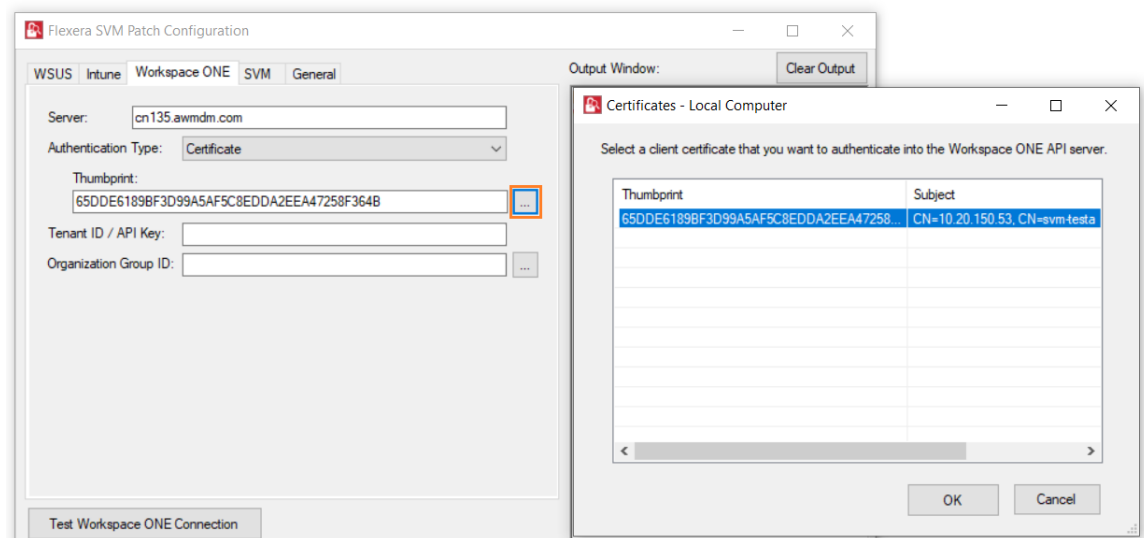 Flexera SVM Patch Configuration
WSUS Intune Workspace ONE SVM General
Output Window: Clear Output
Server: cn135.awmdm.com
Authentication Type: Certificate
Thumbprint:
65DDE6189BF3D99A5AF5C8EDDA2EEA47258F364B ...
Tenant ID / API Key:
Organization Group ID: ...
Test Workspace ONE Connection
Certificates - Local Computer
Select a client certificate that you want to authenticate into the Workspace ONE API server.
Thumbprint Subject
65DDE6189BF3D99A5AF5C8EDDA2EEA47258... CN=10.20.150.53, CN=svm-testa
OK Cancel